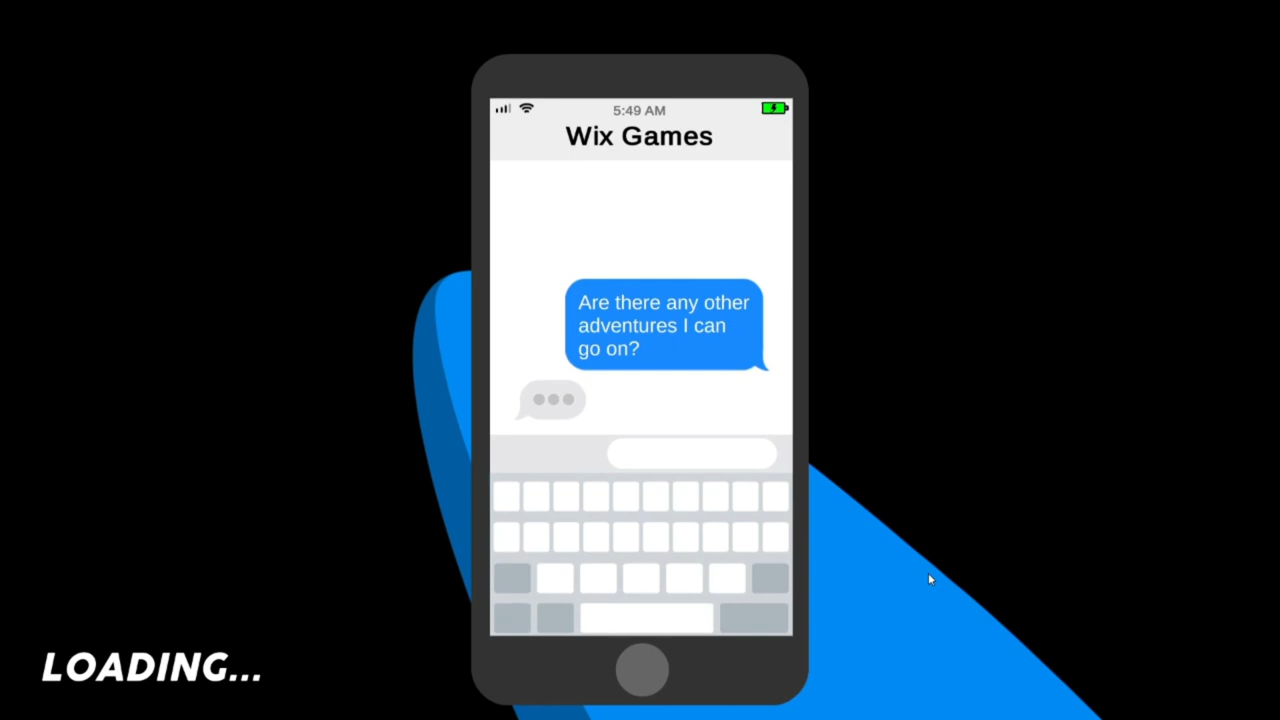 5:49 AM
Wix Games
Are there any other
adventures I can
go on?
LOADING...